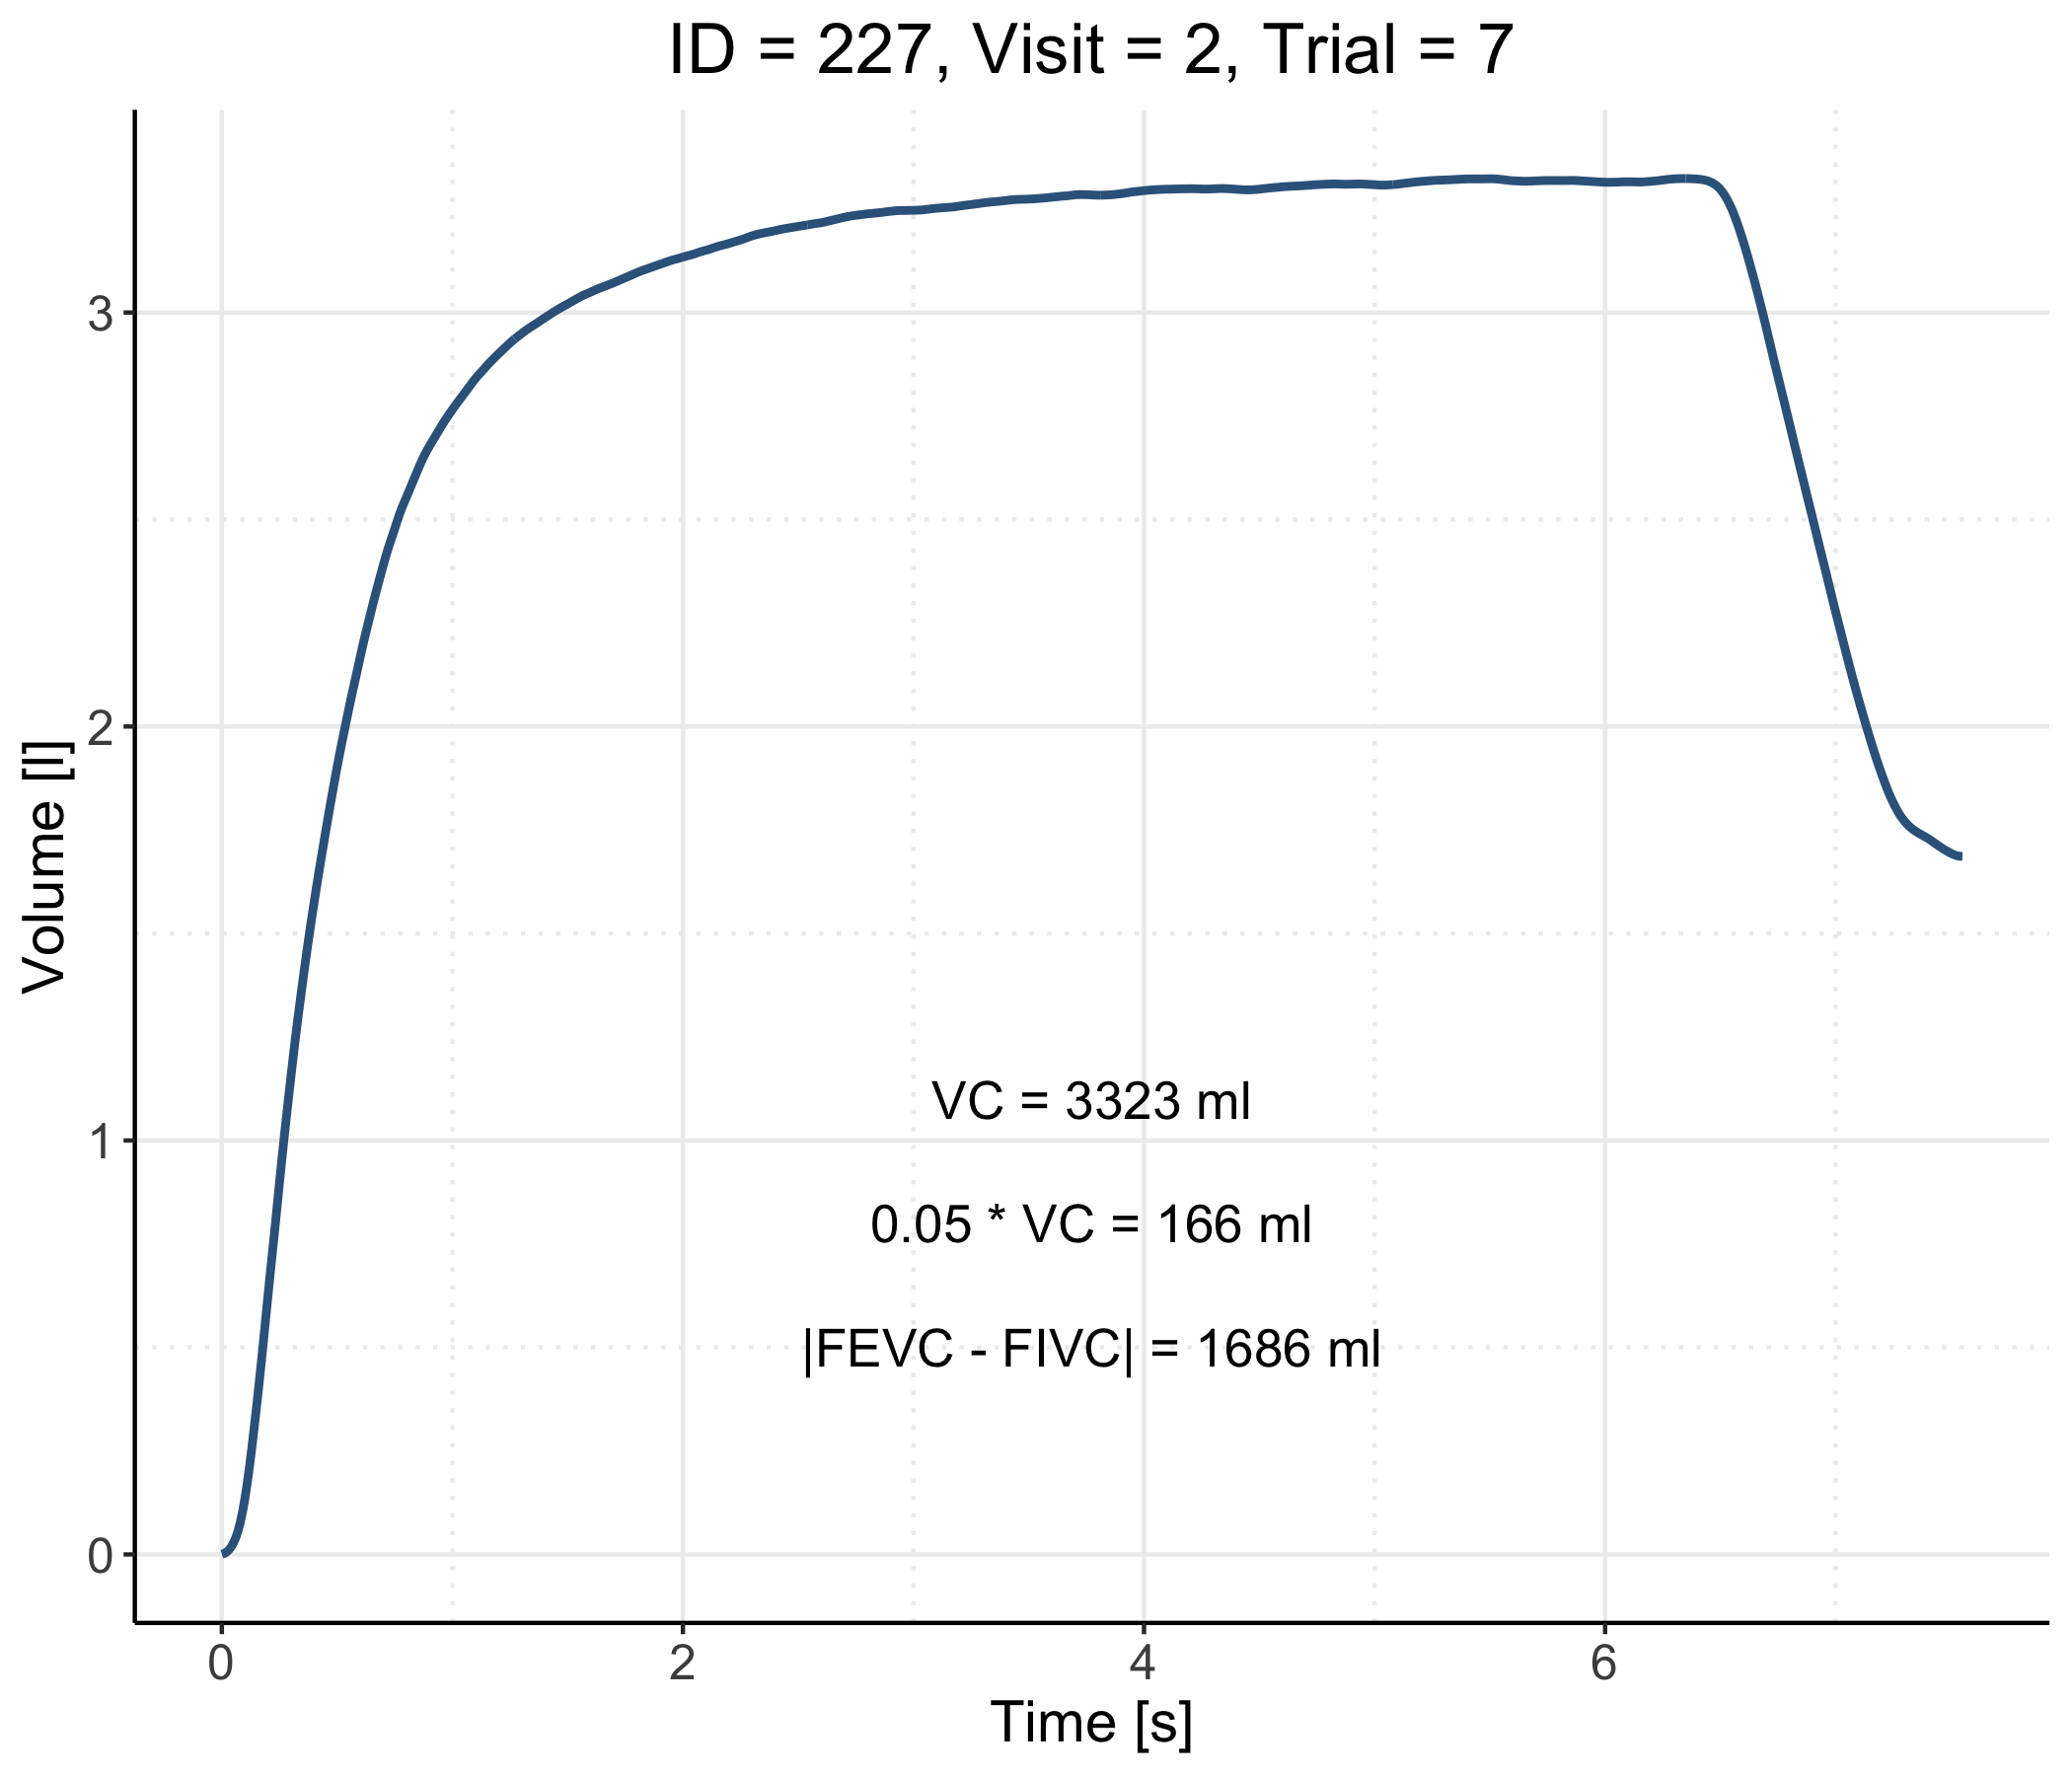 ID = 227, Visit = 2, Trial = 7
3
2
1
0
Volume [l]
VC = 3323 ml
0.05 * VC = 166 ml
|FEVC - FIVC| = 1686 ml
0 2 4 6
Time [s]